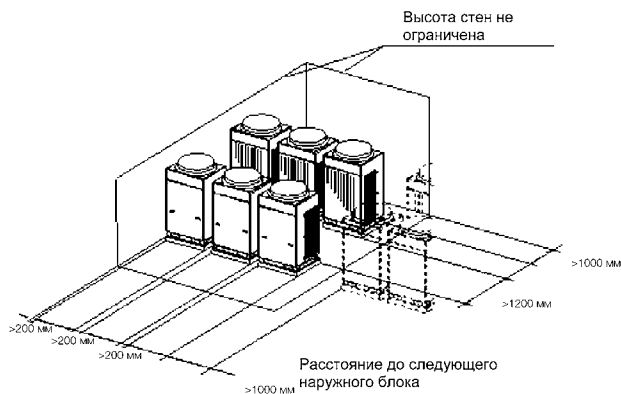 Высота стен не
ограничена
>1000 мм
>1200 мм
>200 мм
>200 мм
>200 мм
>1000 мм
Расстояние до следующего
наружного блока